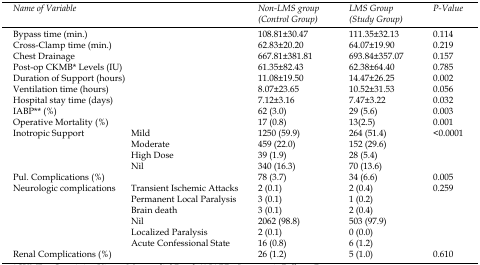 Name of Variable Non-LMS group LMS Group P-Value
(Control Group) (Study Group)
Bypass time (min.) 108.81±30.47 111.35±32.13 0.114
Cross-Clamp time (min.) 62.83±20.20 64.07±19.90 0.219
Chest Drainage 667.81±381.81 693.84±357.07 0.157
Post-op CKMB* Levels (IU) 61.35±82.43 62.38±64.40 0.785
Duration of Support (hours) 11.08±19.50 14.47±26.25 0.002
Ventilation time (hours) 8.07±23.65 10.52±31.53 0.056
Hospital stay time (days) 7.12±3.16 7.47±3.22 0.032
IABP** (%) 62 (3.0) 29 (5.6) 0.003
Operative Mortality (%) 17 (0.8) 13(2.5) 0.001
Inotropic Support Mild 1250 (59.9) 264 (51.4) <0.0001
Moderate 459 (22.0) 152 (29.6)
High Dose 39 (1.9) 28 (5.4)
Nil 340 (16.3) 70 (13.6)
Pul. Complications (%) 78 (3.7) 34 (6.6) 0.005
Neurologic complications Transient Ischemic Attacks 2 (0.1) 2 (0.4) 0.259
Permanent Local Paralysis 3 (0.1) 1 (0.2)
Brain death 3 (0.1) 2 (0.4)
Nil 2062 (98.8) 503 (97.9)
Localized Paralysis 2 (0.1) 0 (0.0)
Acute Confessional State 16 (0.8) 6 (1.2)
Renal Complications (%) 26 (1.2) 5 (1.0) 0.610